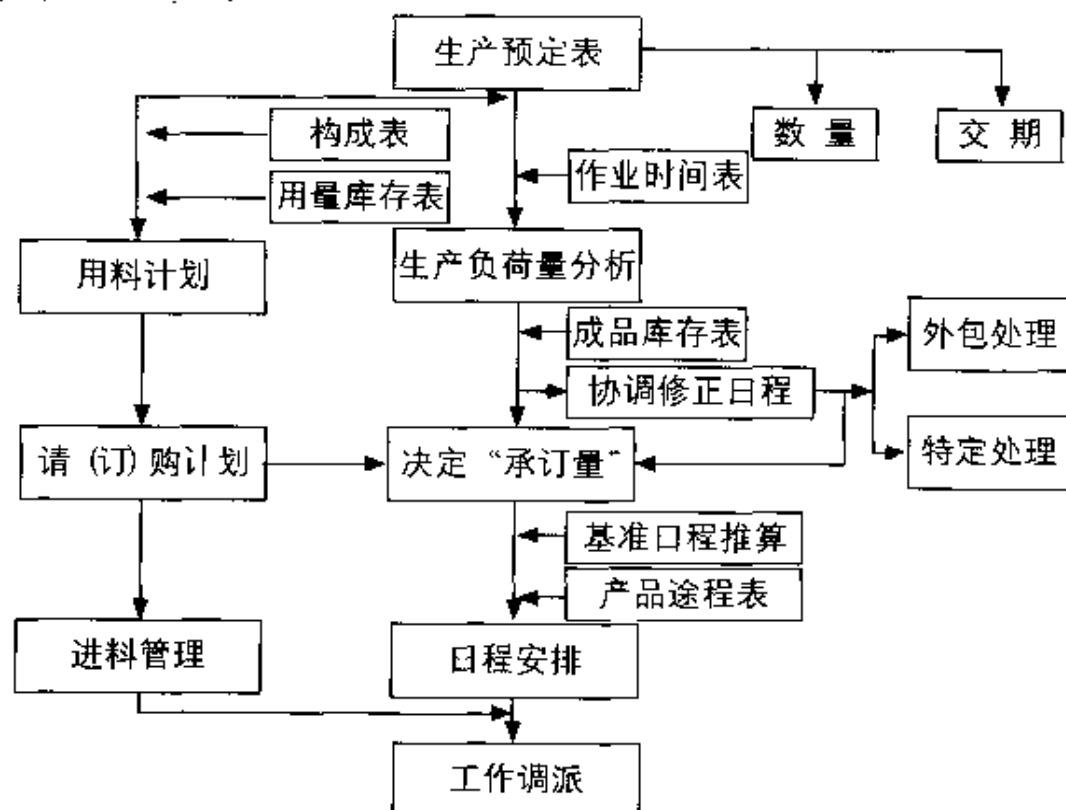 生产预定表
构成表
数 量
交 期
作业时间表
用量库存表
用料计划
生产负荷量分析
成品库存表
外包处理
协调修正日程
请（订）购计划
决定“承订量”
特定处理
基准口程推算
产品途程表
进料管理
日程安排
工作调派